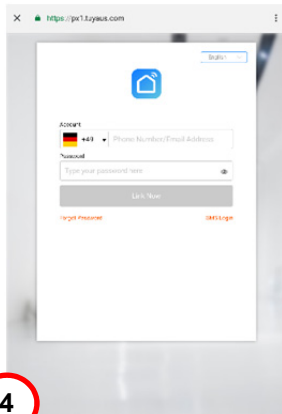 https://px1.tuyaus.com
English
Account
+49 Phone Number/Email Address
Password
Type your password here
Link Now
Forgot Password
SMS Login
4